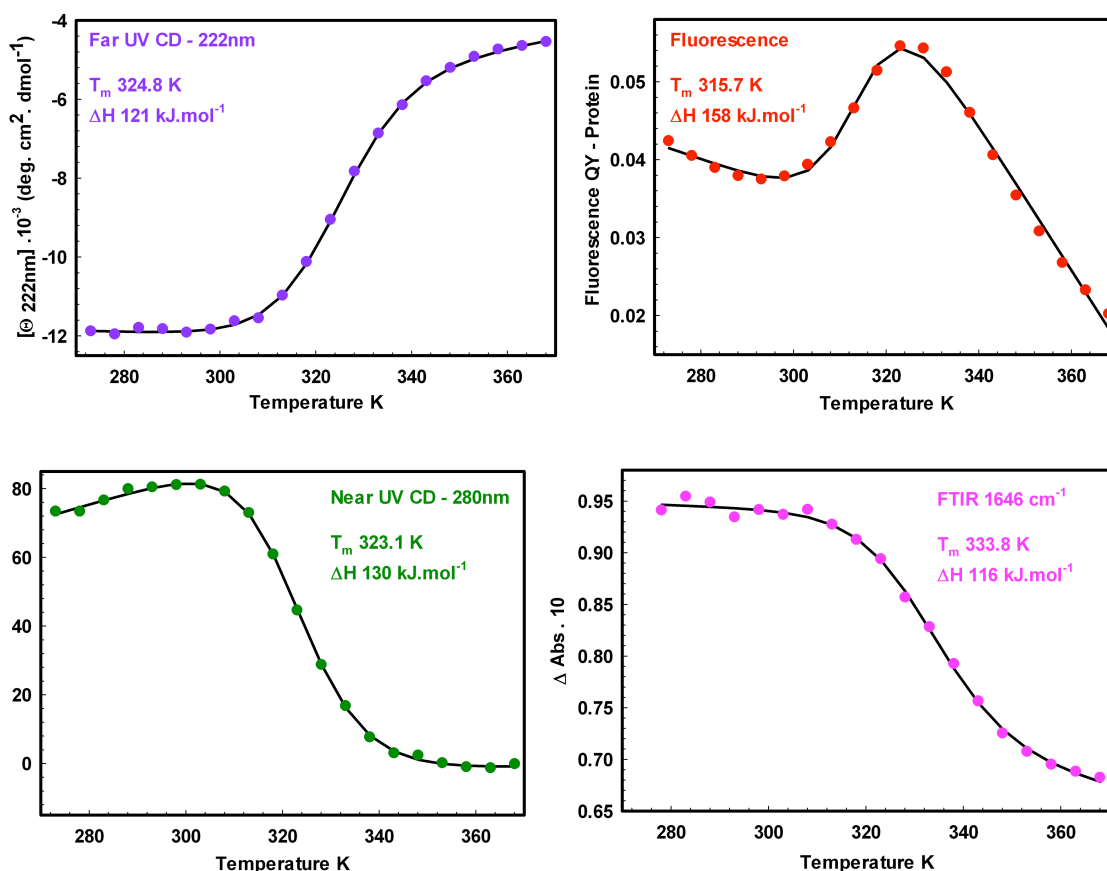 Far UV CD - 222nm
Tₘ 324.8 K
ΔH 121 kJ.mol⁻¹
[Θ 222nm] .10⁻³ (deg. cm². dmol⁻¹)
-4
-6
-8
-10
-12
280 300 320 340 360
Temperature K
Fluorescence
Tₘ 315.7 K
ΔH 158 kJ.mol⁻¹
Fluorescence QY - Protein
0.05
0.04
0.03
0.02
280 300 320 340 360
Temperature K
Near UV CD - 280nm
Tₘ 323.1 K
ΔH 130 kJ.mol⁻¹
80
60
40
20
0
280 300 320 340 360
Temperature K
FTIR 1646 cm⁻¹
Tₘ 333.8 K
ΔH 116 kJ.mol⁻¹
Δ Abs . 10
0.95
0.90
0.85
0.80
0.75
0.70
0.65
280 300 320 340 360
Temperature K